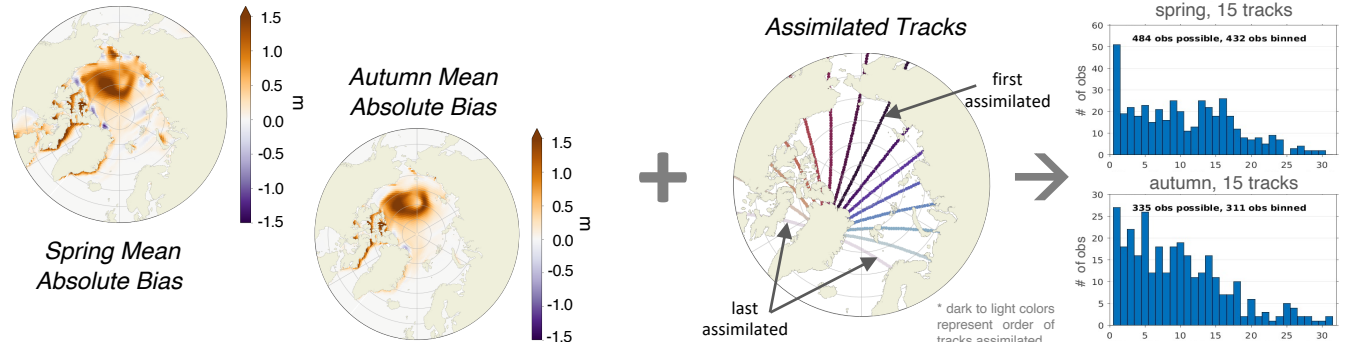 1.5
1.0
0.5
0.0
-0.5
-1.0
-1.5
m
Spring Mean
Absolute Bias
Autumn Mean
Absolute Bias
1.5
1.0
0.5
0.0
-0.5
-1.0
-1.5
m
+
Assimilated Tracks
first
assimilated
last
assimilated
* dark to light colors
represent order of
tracks assimilated
spring, 15 tracks
484 obs possible, 432 obs binned
# of obs
60
50
40
30
20
10
0
0 5 10 15 20 25 30
autumn, 15 tracks
335 obs possible, 311 obs binned
# of obs
30
25
20
15
10
5
0
0 5 10 15 20 25 30